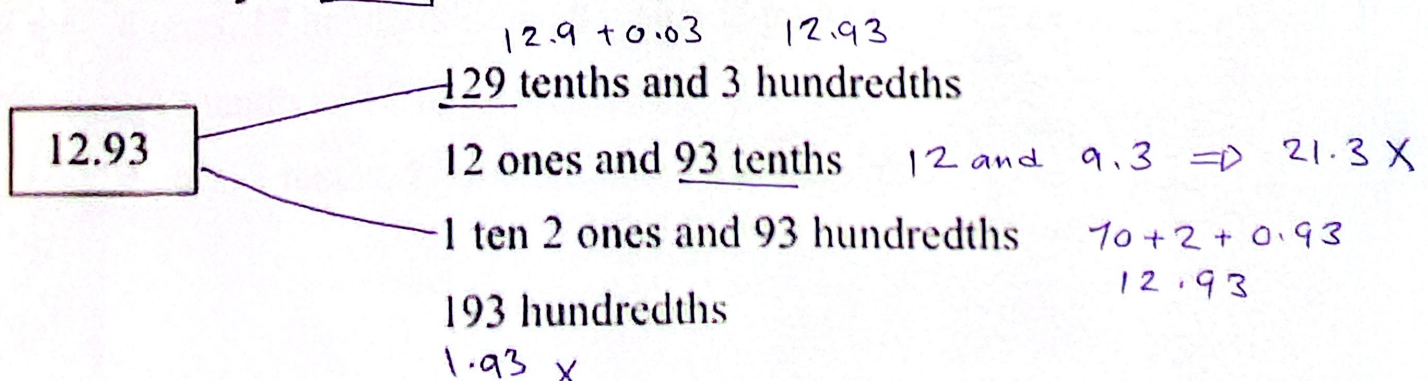 12.9 + 0.03 12.93
129 tenths and 3 hundredths
12.93
12 ones and 93 tenths 12 and 9.3 => 21.3 X
1 ten 2 ones and 93 hundredths 10 + 2 + 0.93
12.93
193 hundredths
1.93 X